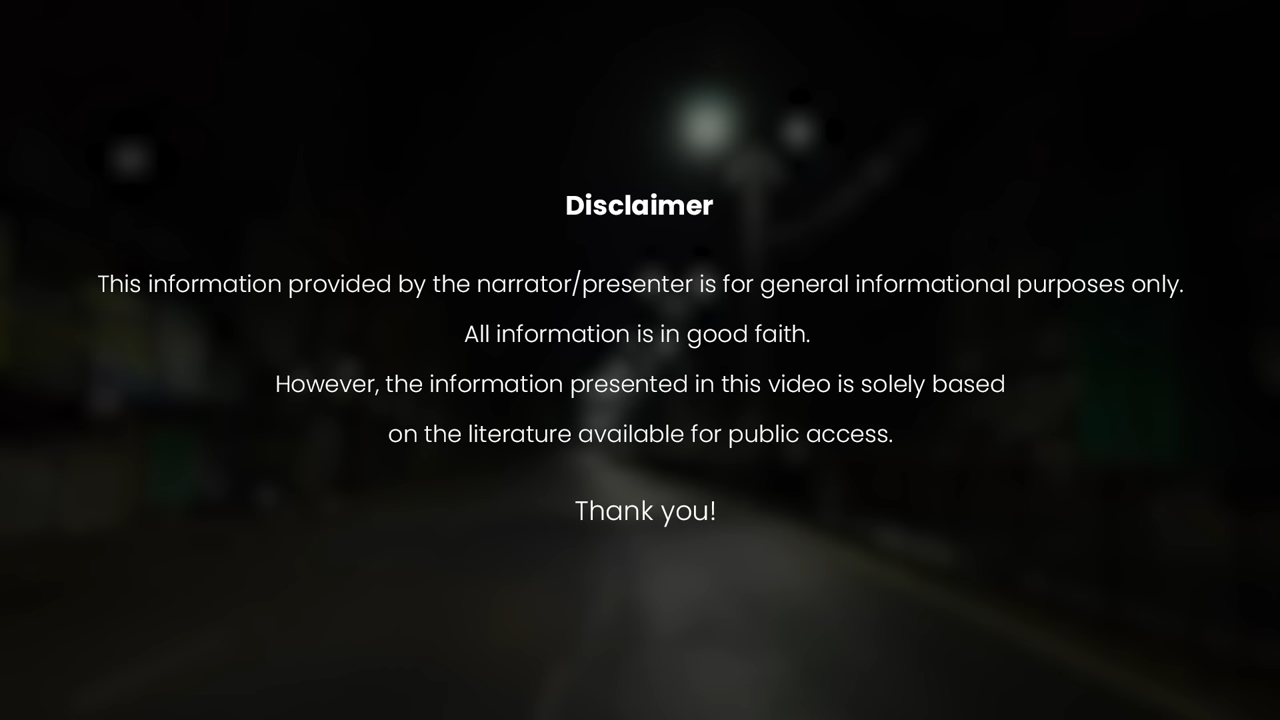 Disclaimer
This information provided by the narrator/presenter is for general informational purposes only.
All information is in good faith.
However, the information presented in this video is solely based
on the literature available for public access.
Thank you!